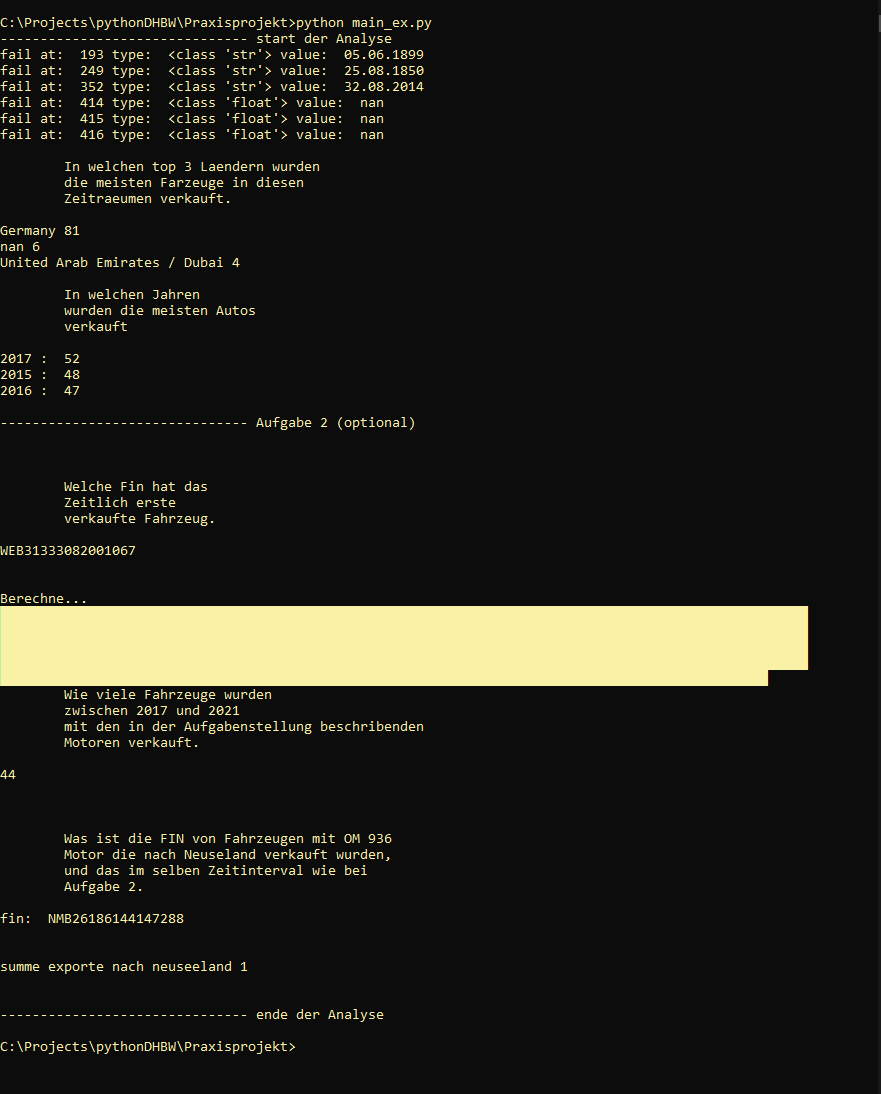 C:\Projects\pythonDHBW\Praxisprojekt>python main_ex.py
------------------------------- start der Analyse
fail at:  193 type:  <class 'str'> value:  05.06.1899
fail at:  249 type:  <class 'str'> value:  25.08.1850
fail at:  352 type:  <class 'str'> value:  32.08.2014
fail at:  414 type:  <class 'float'> value:  nan
fail at:  415 type:  <class 'float'> value:  nan
fail at:  416 type:  <class 'float'> value:  nan
In welchen top 3 Laendern wurden
die meisten Farzeuge in diesen
Zeitraeumen verkauft.
Germany 81
nan 6
United Arab Emirates / Dubai 4
In welchen Jahren
wurden die meisten Autos
verkauft
2017 :  52
2015 :  48
2016 :  47
------------------------------- Aufgabe 2 (optional)
Welche Fin hat das
Zeitlich erste
verkaufte Fahrzeug.
WEB31333082001067
Berechne...
Wie viele Fahrzeuge wurden
zwischen 2017 und 2021
mit den in der Aufgabenstellung beschribenden
Motoren verkauft.
44
Was ist die FIN von Fahrzeugen mit OM 936
Motor die nach Neuseland verkauft wurden,
und das im selben Zeitinterval wie bei
Aufgabe 2.
fin:  NMB26186144147288
summe exporte nach neuseeland 1
------------------------------- ende der Analyse
C:\Projects\pythonDHBW\Praxisprojekt>